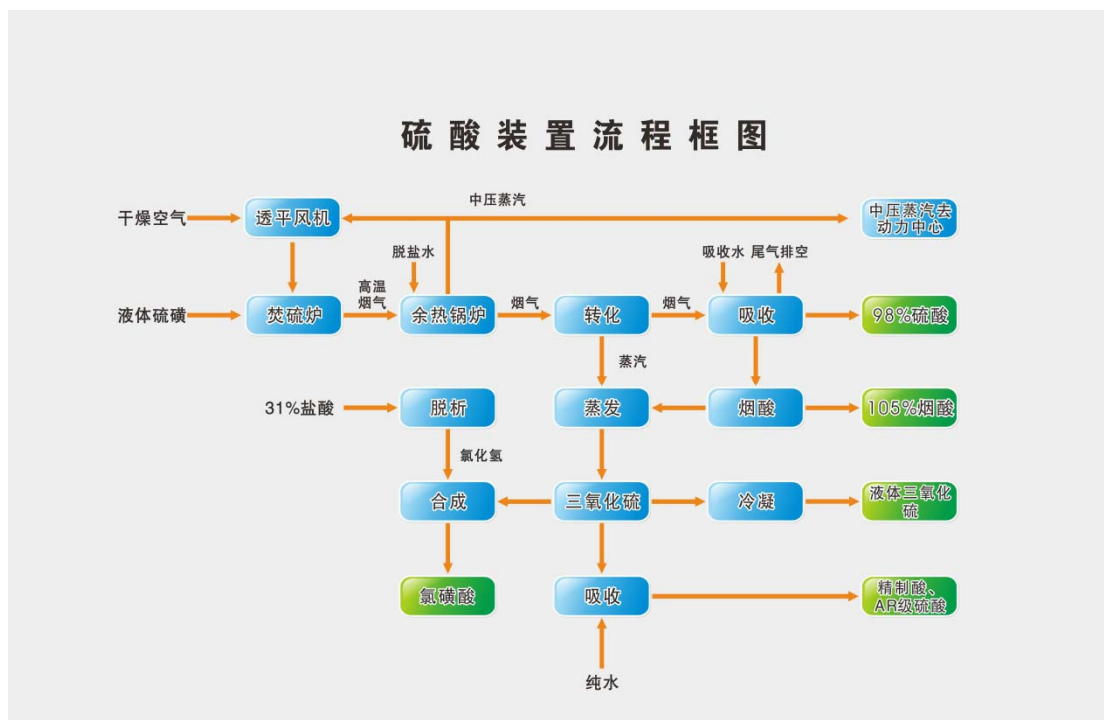 硫酸装置流程框图
中压蒸汽
干燥空气
透平风机
中压蒸汽去
动力中心
脱盐水
吸收水
尾气排空
高温
烟气
液体硫磺
焚硫炉
余热锅炉
烟气
转化
烟气
吸收
98%硫酸
蒸汽
31%盐酸
脱析
蒸发
烟酸
105%烟酸
氯化氢
合成
三氧化硫
冷凝
液体三氧化
硫
氯磺酸
吸收
精制酸、
AR级硫酸
纯水